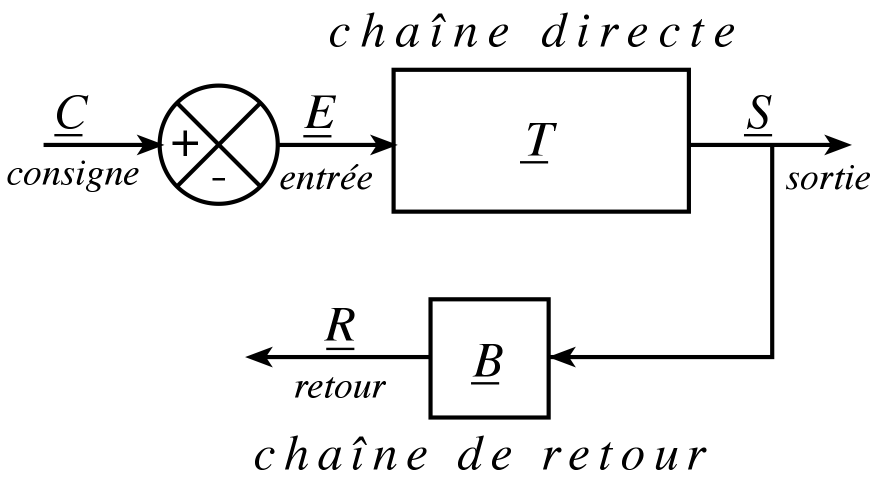 chaîne directe
C
E
T
S
+
-
consigne
entrée
sortie
R
B
retour
chaîne de retour